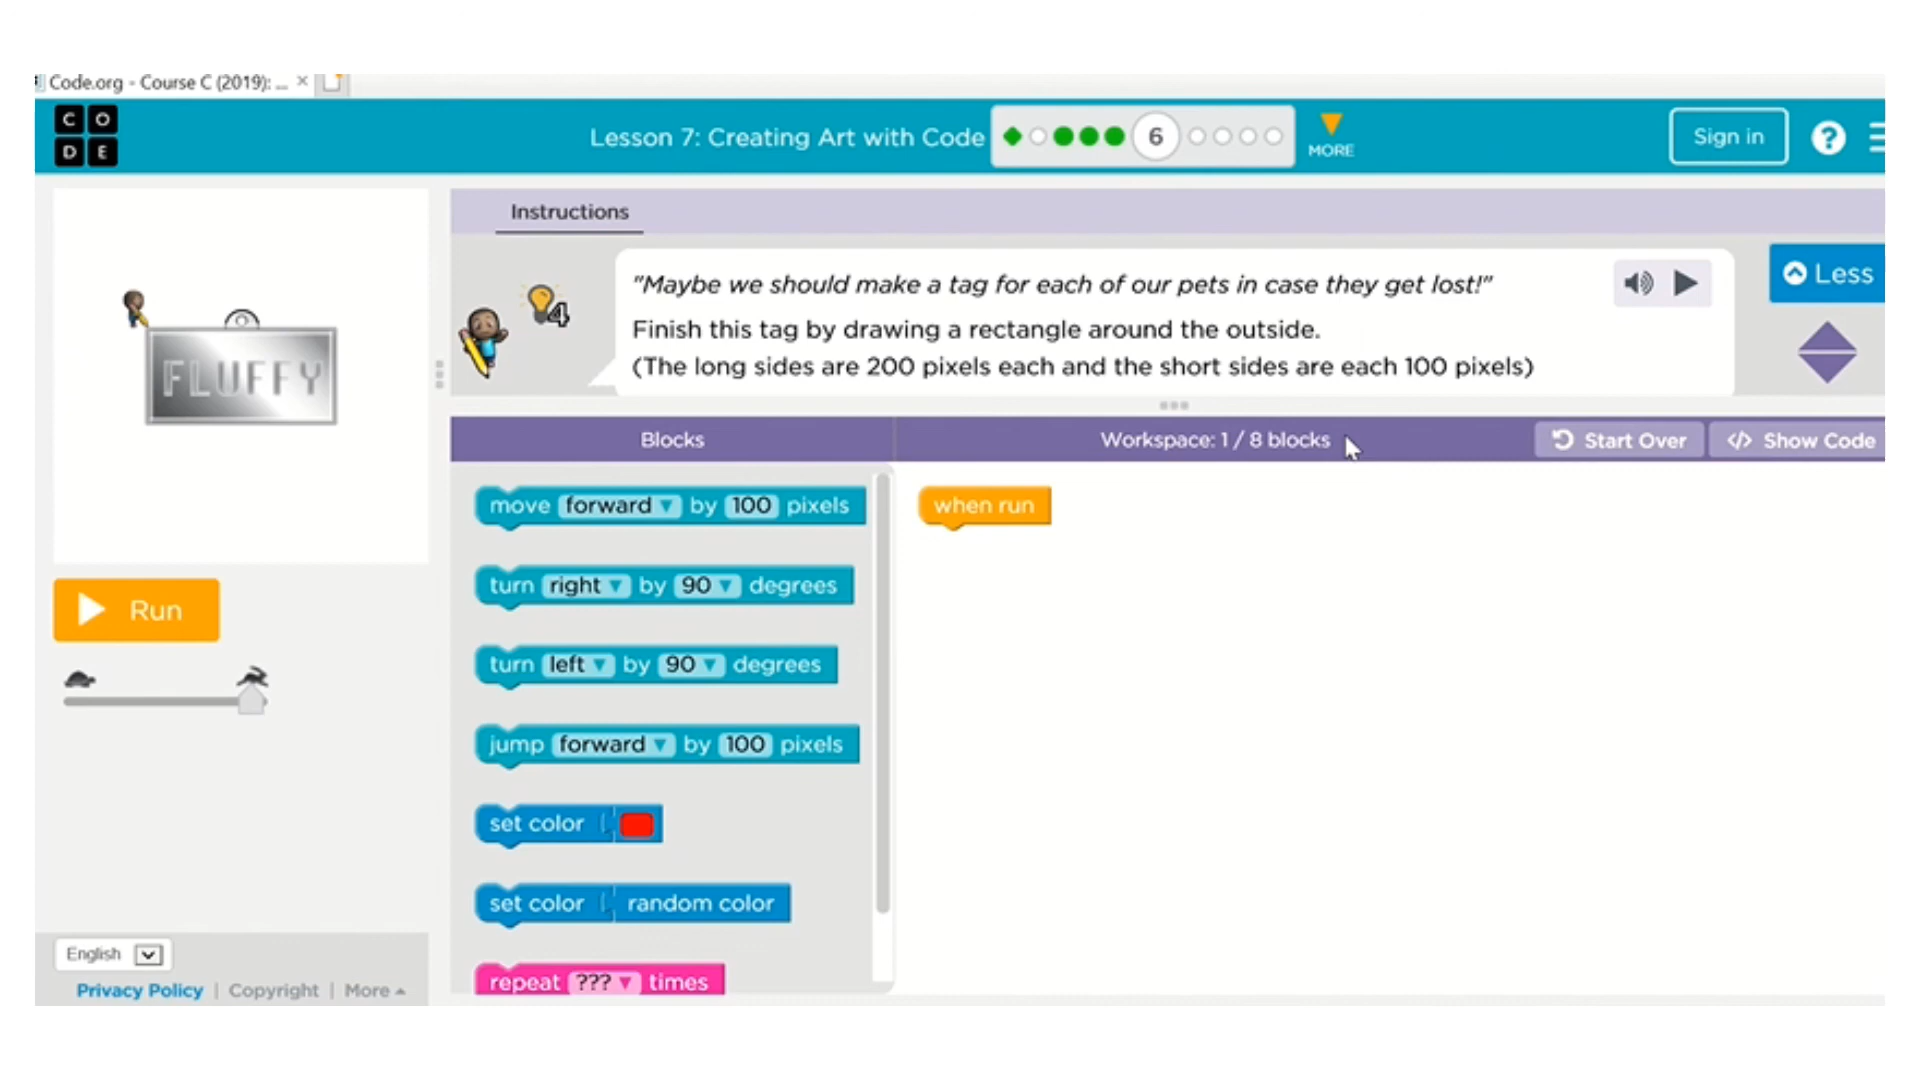 Code.org - Course C (2019): ...
C O
D E
Lesson 7: Creating Art with Code
6
MORE
Sign in
?
Instructions
4
"Maybe we should make a tag for each of our pets in case they get lost!"
Finish this tag by drawing a rectangle around the outside.
(The long sides are 200 pixels each and the short sides are each 100 pixels)
Less
FLUFFY
Blocks
Workspace: 1 / 8 blocks
Start Over
</> Show Code
move forward by 100 pixels
when run
turn right by 90 degrees
Run
turn left by 90 degrees
jump forward by 100 pixels
set color
set color random color
repeat ??? times
English
Privacy Policy | Copyright | More